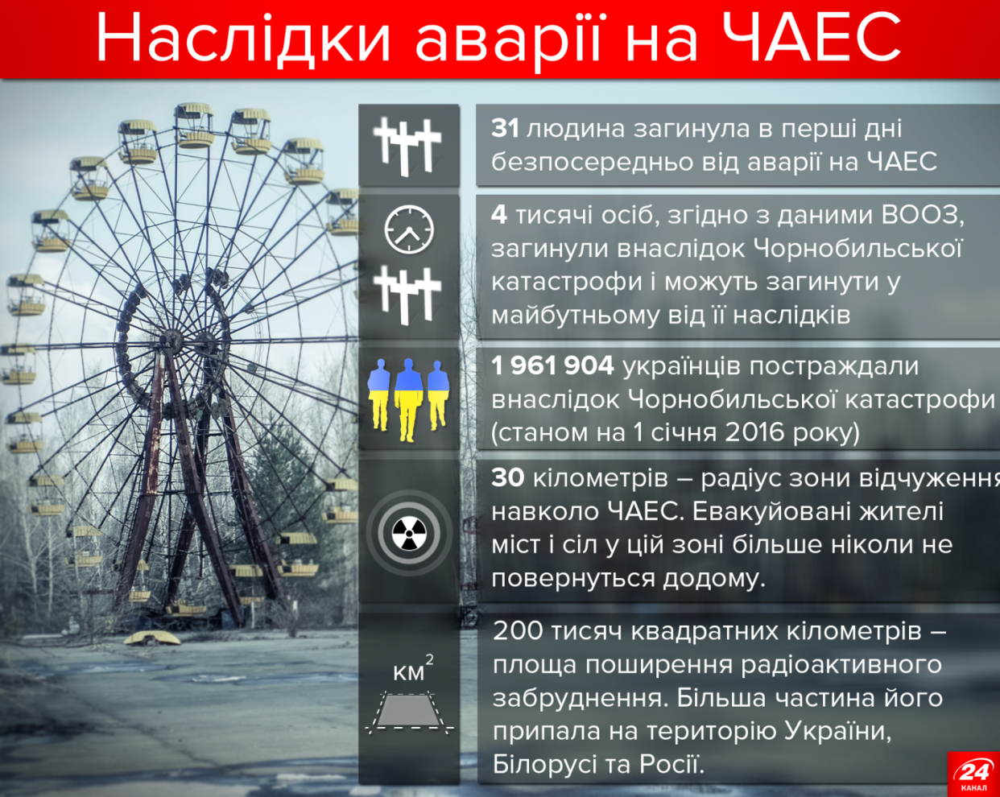 Наслідки аварії на ЧАЕС
31 людина загинула в перші дні
безпосередньо від аварії на ЧАЕС
4 тисячі осіб, згідно з даними ВООЗ,
загинули внаслідок Чорнобильської
катастрофи і можуть загинути у
майбутньому від її наслідків
1 961 904 українців постраждали
внаслідок Чорнобильської катастрофи
(станом на 1 січня 2016 року)
30 кілометрів – радіус зони відчуження
навколо ЧАЕС. Евакуйовані жителі
міст і сіл у цій зоні більше ніколи не
повернуться додому.
км²
200 тисяч квадратних кілометрів –
площа поширення радіоактивного
забруднення. Більша частина його
припала на територію України,
Білорусі та Росії.
24
КАНАЛ